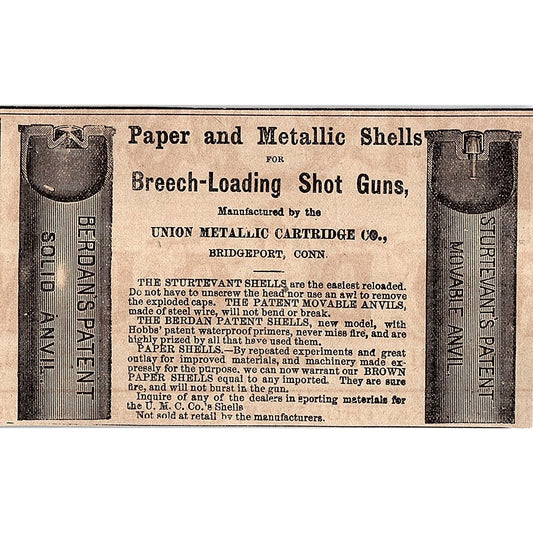 Paper and Metallic Shells
FOR
Breech-Loading Shot Guns,
Manufactured by the
UNION METALLIC CARTRIDGE CO.,
BRIDGEPORT, CONN.
THE STURTEVANT SHELLS are the easiest reloaded.
Do not have to unscrew the head nor use an awl to remove
the exploded caps. THE PATENT MOVABLE ANVILS,
made of steel wire, will not bend or break.
THE BERDAN PATENT SHELLS, new model, with
Hobbs' patent waterproof primers, never miss fire, and are
highly prized by all that have used them.
PAPER SHELLS.—By repeated experiments and great
outlay for improved materials, and machinery made ex-
pressly for the purpose. we can now warrant our BROWN
PAPER SHELLS equal to any imported. They are sure
fire, and will not burst in the gun.
Inquire of any of the dealers in sporting materials for
the U. M. C. Co.'s Shells
Not sold at retail by the manufacturers.
BERDAN'S PATENT
SOLID ANVIL
STURTEVANT'S PATENT
MOVABLE ANVIL